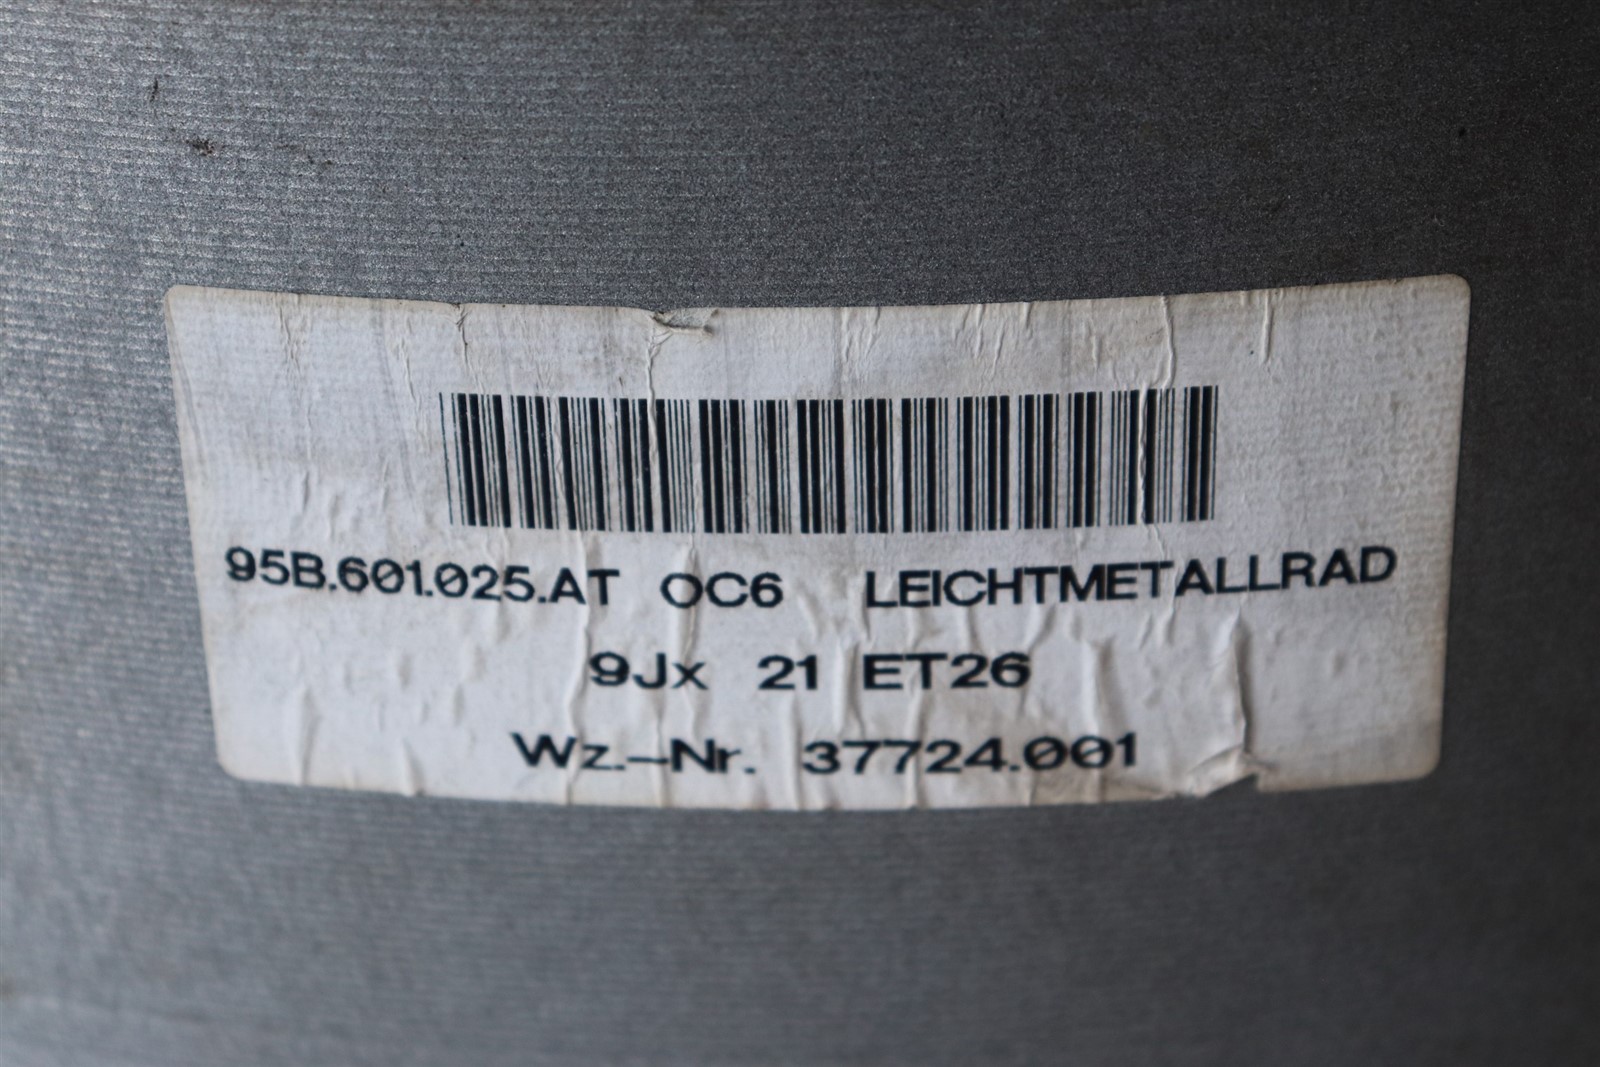 95B.601.025.AT OC6 LEICHTMETALLRAD
9Jx 21 ET26
Wz.-Nr. 37724.001